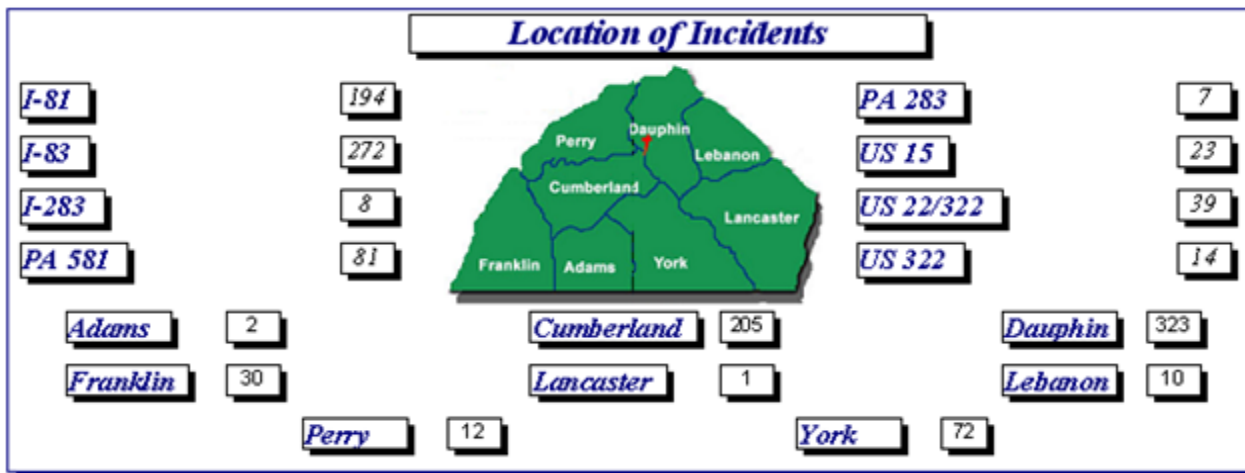 Location of Incidents
I-81 194 PA 283 7
I-83 272 US 15 23
I-283 8 US 22/322 39
PA 581 81 US 322 14
Dauphin
Perry
Lebanon
Cumberland
Lancaster
Franklin Adams York
Adams 2 Cumberland 205 Dauphin 323
Franklin 30 Lancaster 1 Lebanon 10
Perry 12 York 72